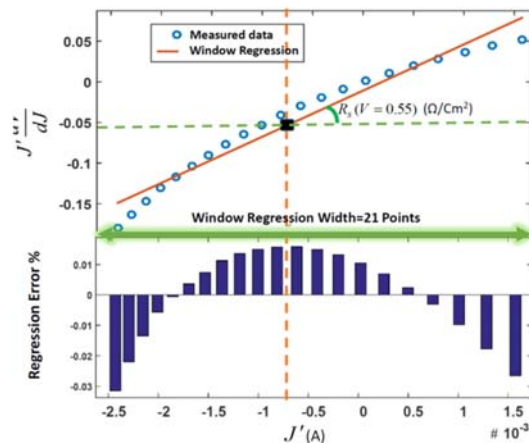 0.05
0
-0.05
-0.1
-0.15
Measured data
Window Regression
R_s(V = 0.55) (Ω/Cm²)
Window Regression Width=21 Points
0.01
0
-0.01
-0.02
-0.03
Regression Error %
-2.5 -2 -1.5 -1 -0.5 0 0.5 1 1.5
J′(A)
# 10⁻³